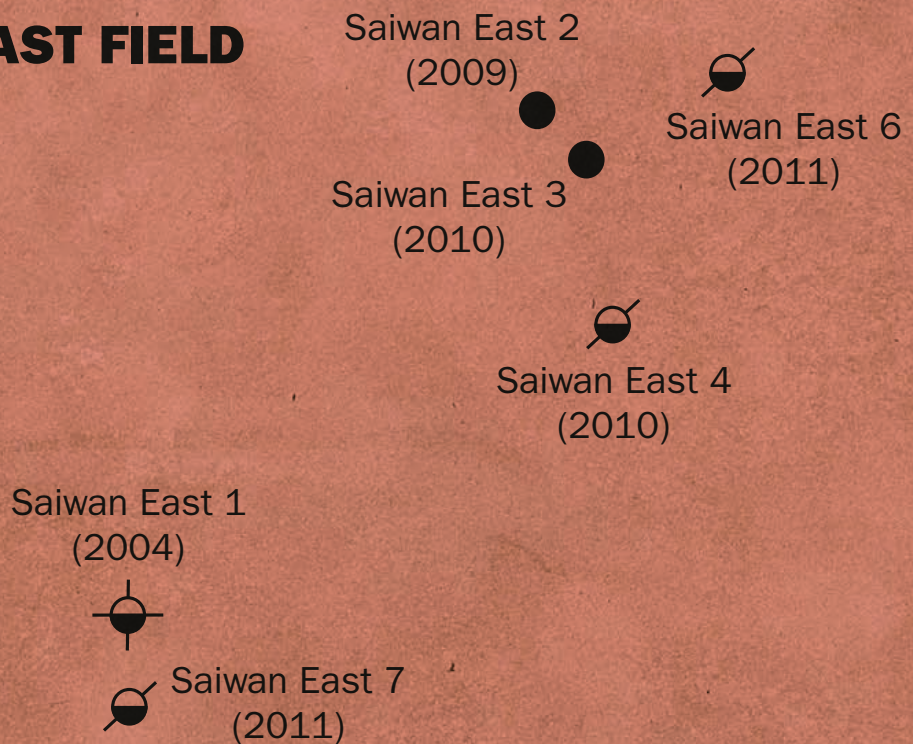 AST FIELD
Saiwan East 2
(2009)
Saiwan East 6
(2011)
Saiwan East 3
(2010)
Saiwan East 4
(2010)
Saiwan East 1
(2004)
Saiwan East 7
(2011)